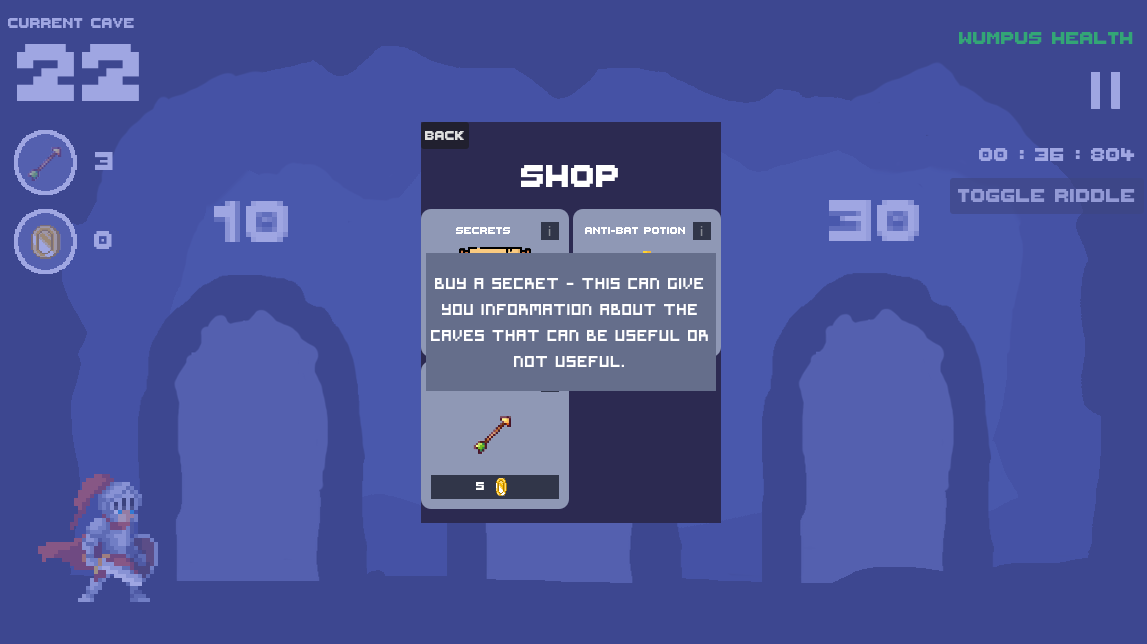 CURRENT CAVE
22
WUMPUS HEALTH
3
0
00 : 36 : 804
TOGGLE RIDDLE
10
30
BACK
SHOP
SECRETS
i
ANTI-BAT POTION
i
BUY A SECRET - THIS CAN GIVE
YOU INFORMATION ABOUT THE
CAVES THAT CAN BE USEFUL OR
NOT USEFUL.
5